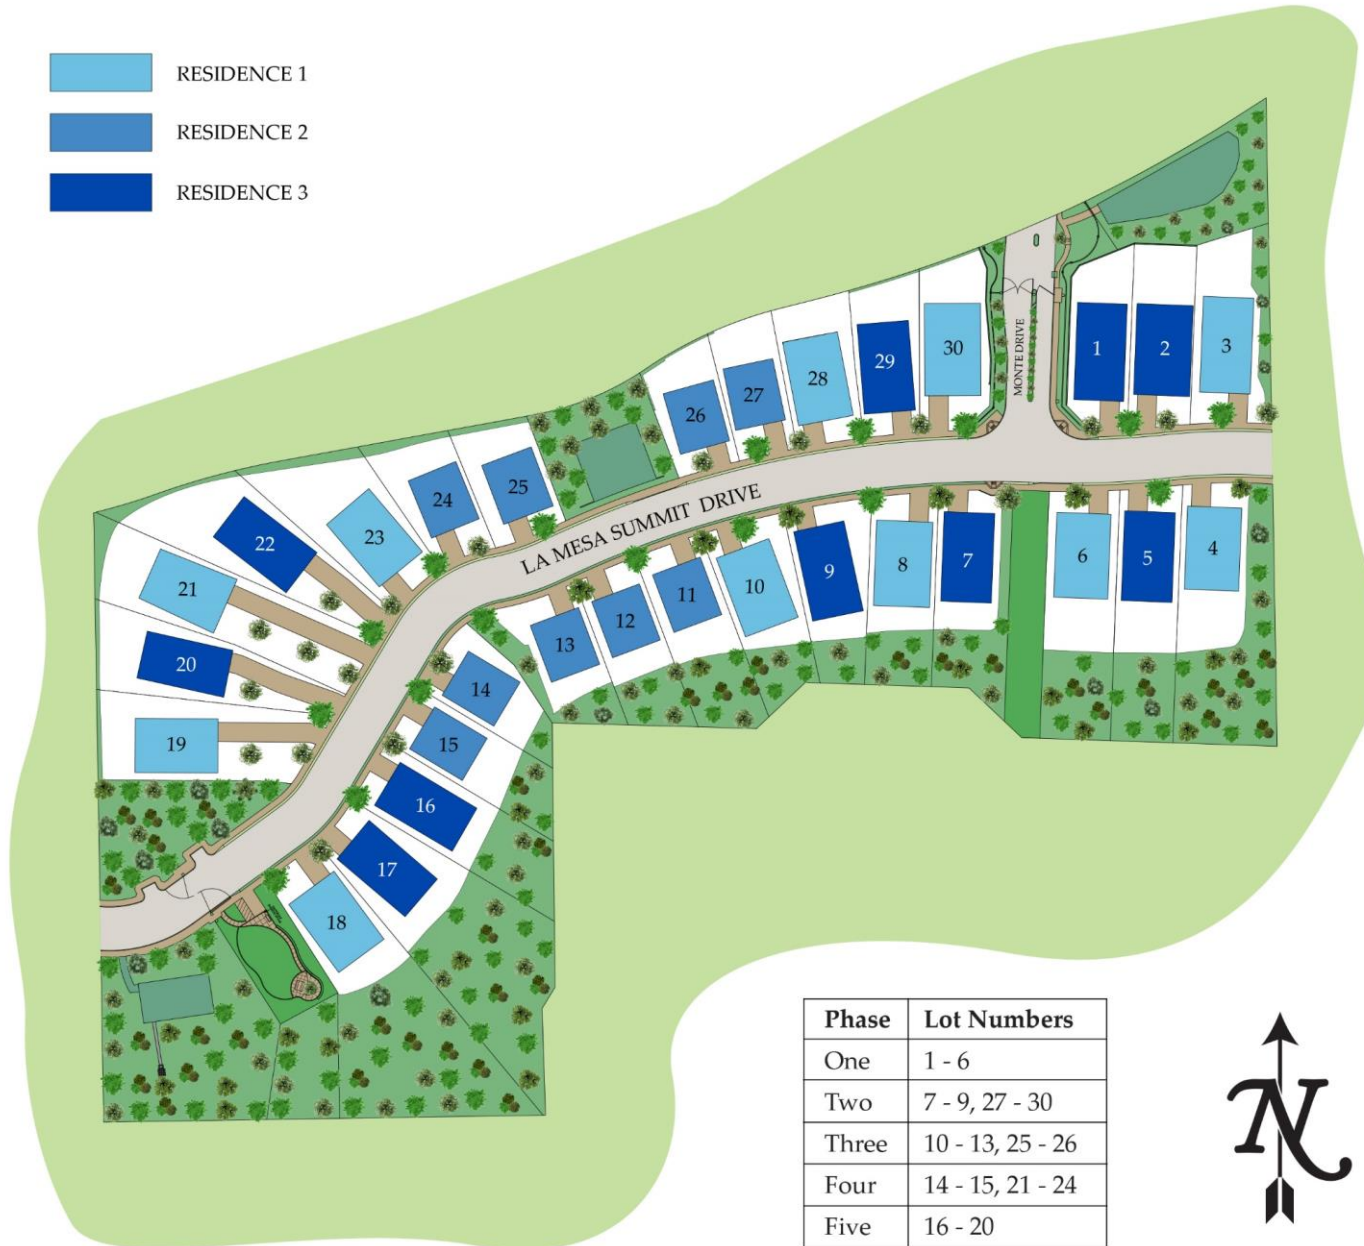 RESIDENCE 1
RESIDENCE 2
RESIDENCE 3
MONTE DRIVE
1
2
3
30
29
28
27
26
25
24
23
22
21
20
19
LA MESA SUMMIT DRIVE
4
5
6
7
8
9
10
11
12
13
14
15
16
17
18
Phase Lot Numbers
One 1 - 6
Two 7 - 9, 27 - 30
Three 10 - 13, 25 - 26
Four 14 - 15, 21 - 24
Five 16 - 20
N